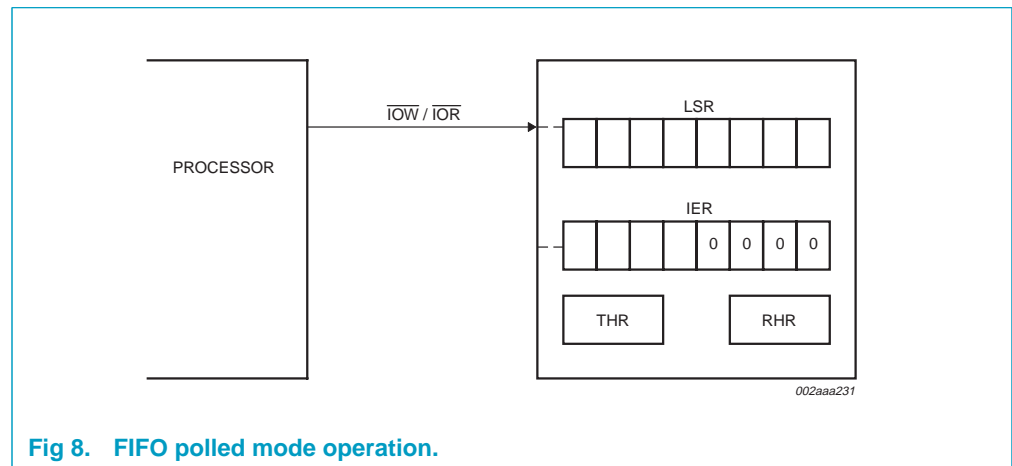 PROCESSOR
IOW / IOR
LSR
IER
0 0 0 0
THR
RHR
002aaa231
Fig 8. FIFO polled mode operation.